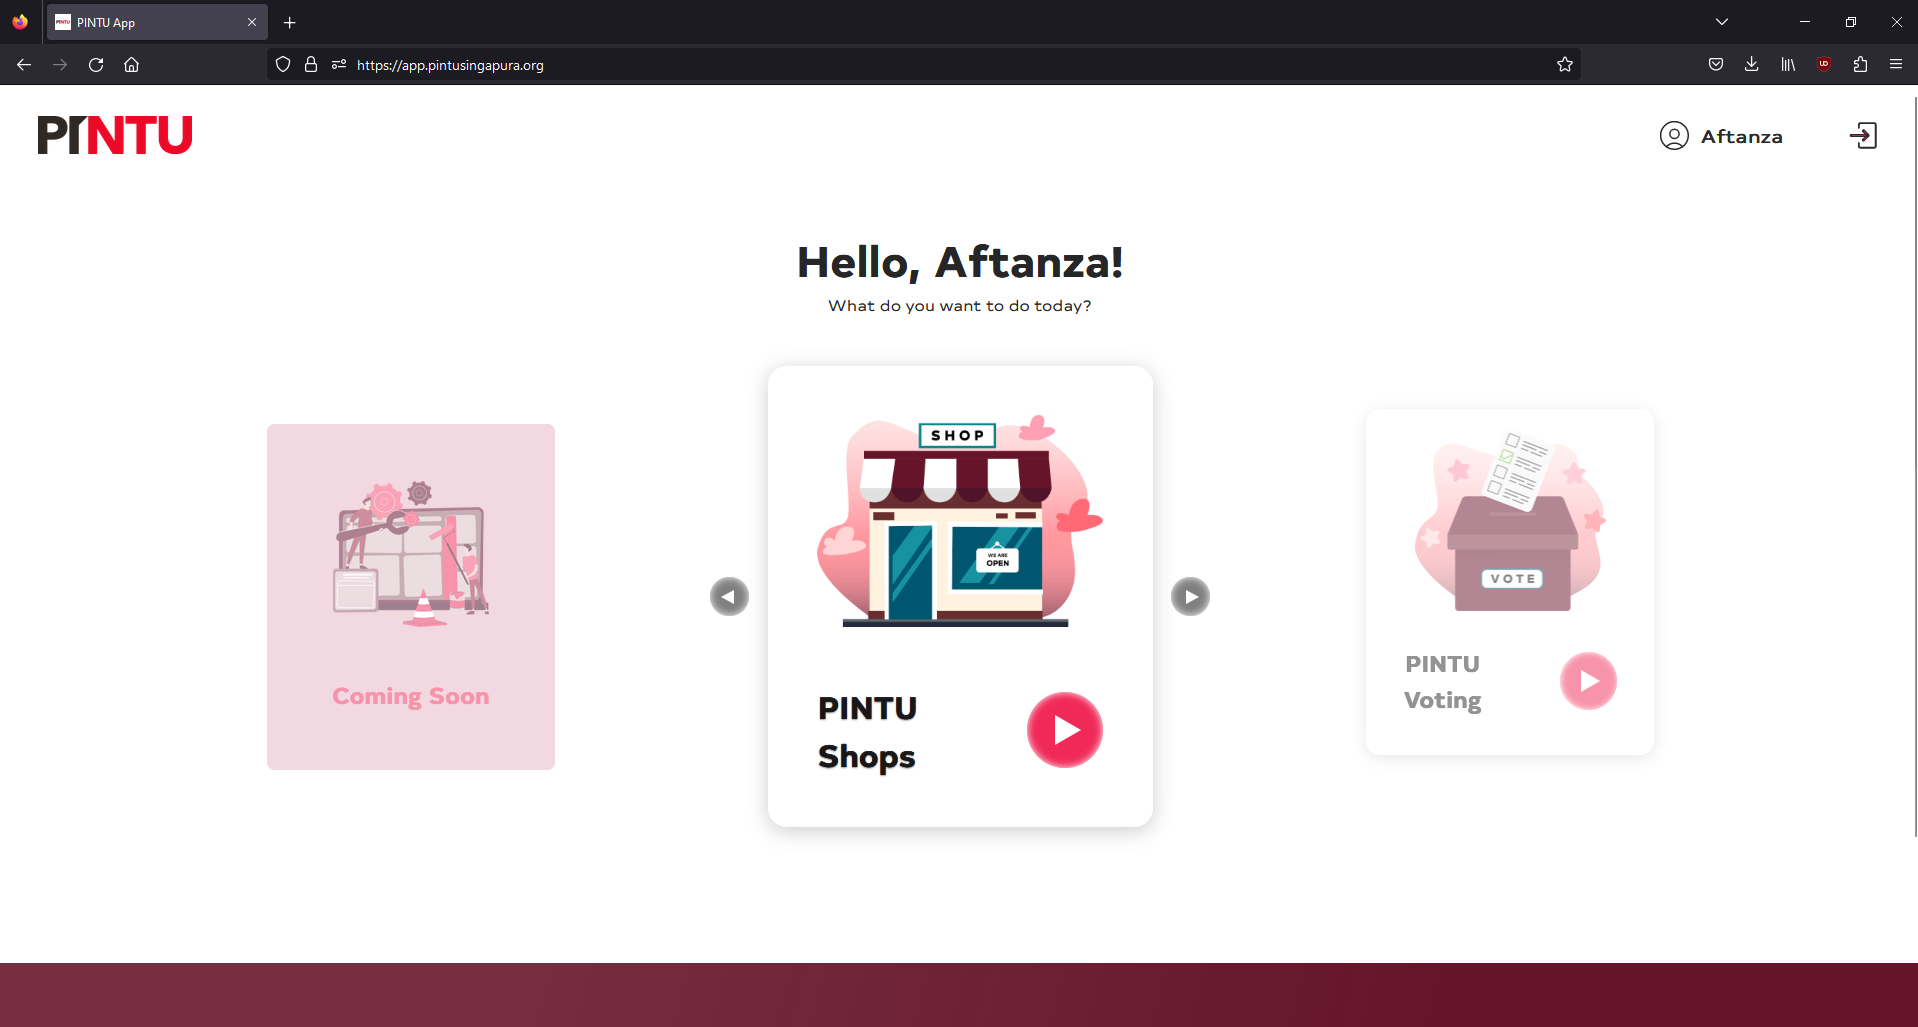 PINTU App
https://app.pintusingapura.org
PINTU
Aftanza
Hello, Aftanza!
What do you want to do today?
Coming Soon
SHOP
WE ARE
OPEN
PINTU
Shops
VOTE
PINTU
Voting